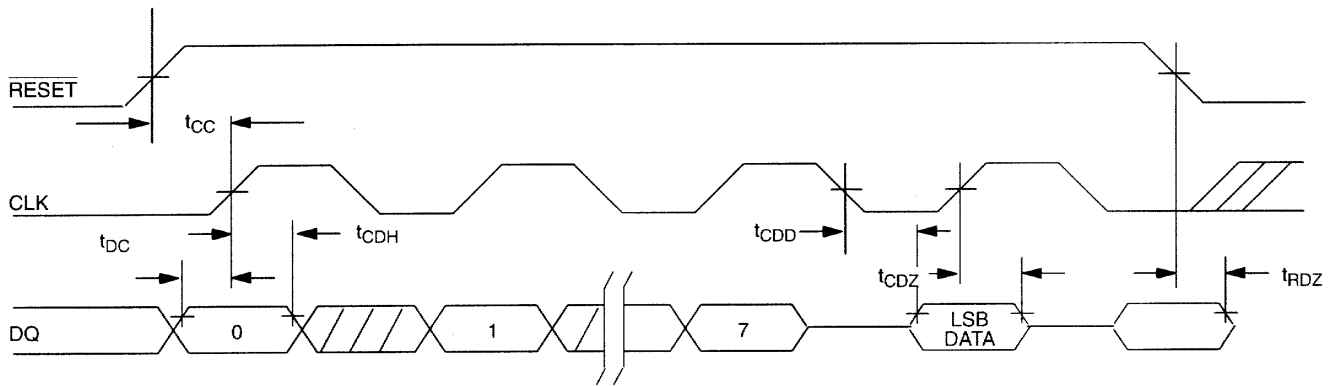 RESET
tCC
CLK
tDC
tCDH
tCDD
tCDZ
tRDZ
DQ
0
1
7
LSB
DATA